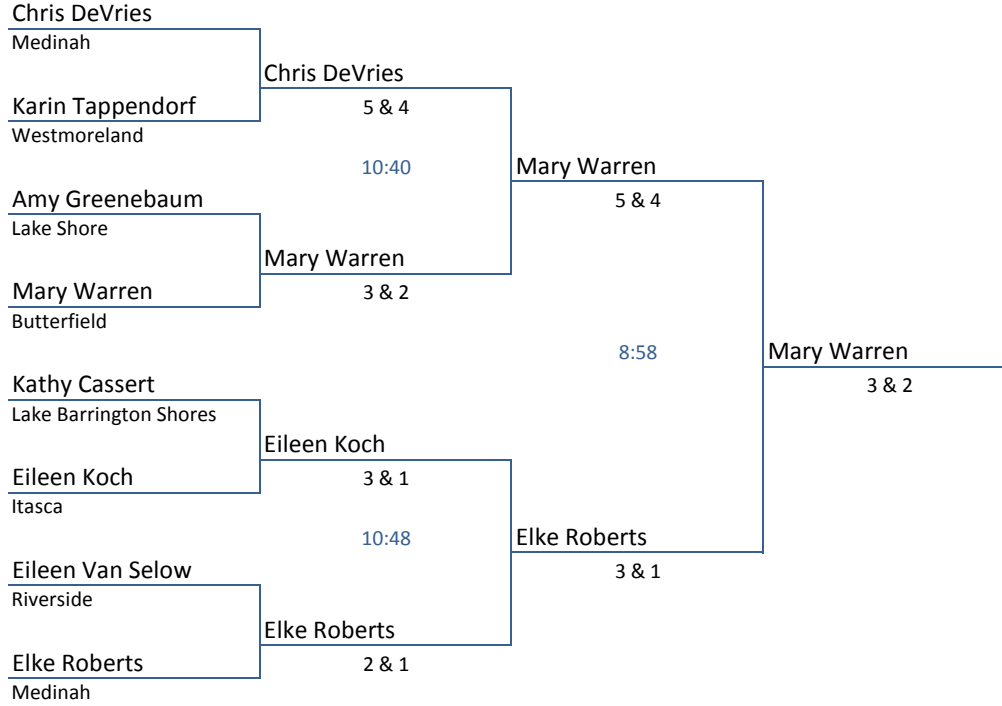 Chris DeVries
Medinah
Chris DeVries
Karin Tappendorf
5 & 4
Westmoreland
10:40
Mary Warren
Amy Greenebaum
5 & 4
Lake Shore
Mary Warren
Mary Warren
3 & 2
Butterfield
8:58
Mary Warren
Kathy Cassert
3 & 2
Lake Barrington Shores
Eileen Koch
Eileen Koch
3 & 1
Itasca
10:48
Elke Roberts
Eileen Van Selow
3 & 1
Riverside
Elke Roberts
Elke Roberts
2 & 1
Medinah